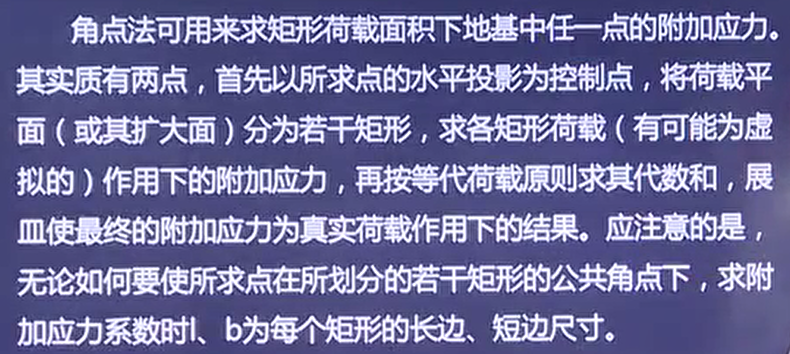 角点法可用来求矩形荷载面积下地基中任一点的附加应力。
其实质有两点，首先以所求点的水平投影为控制点，将荷载平
面（或其扩大面）分为若干矩形，求各矩形荷载（有可能为虚
拟的）作用下的附加应力，再按等代荷载原则求其代数和，展
皿使最终的附加应力为真实荷载作用下的结果。应注意的是，
无论如何要使所求点在所划分的若干矩形的公共角点下，求附
加应力系数时l、b为每个矩形的长边、短边尺寸。